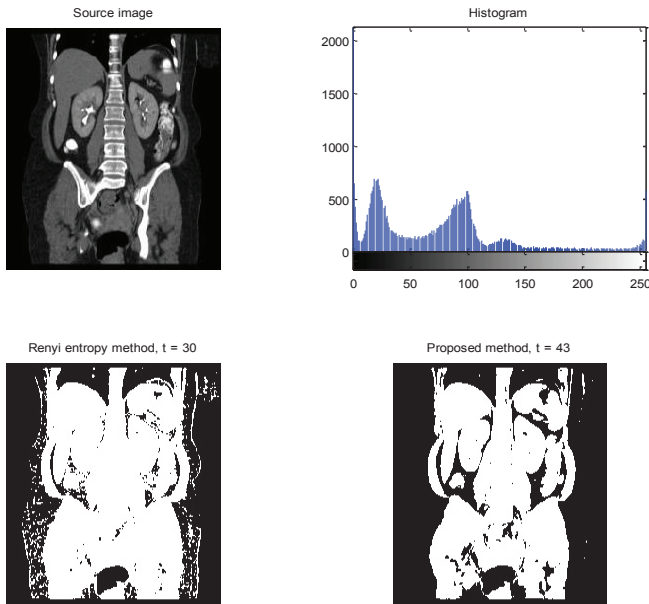 Source image
Histogram
2000
1500
1000
500
0
0
50
100
150
200
250
Renyi entropy method, t = 30
Proposed method, t = 43